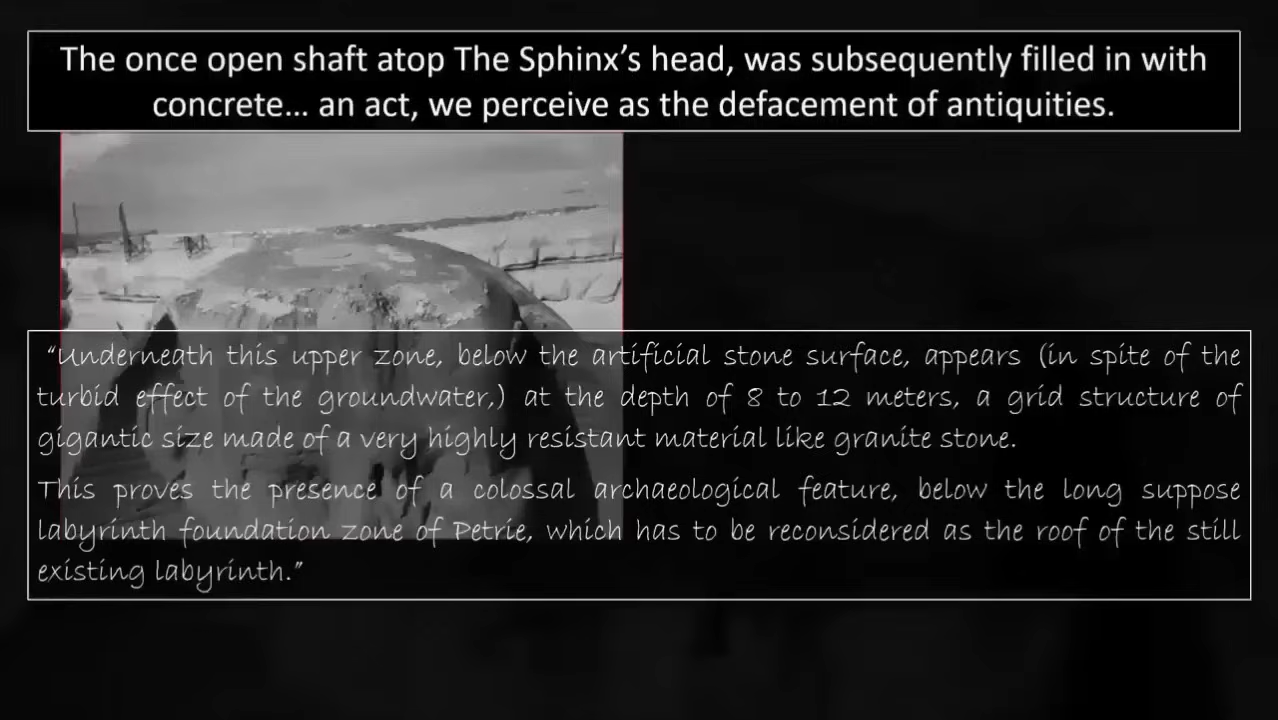 The once open shaft atop The Sphinx’s head, was subsequently filled in with
concrete... an act, we perceive as the defacement of antiquities.
“Underneath this upper zone, below the artificial stone surface, appears (in spite of the
turbid effect of the groundwater,) at the depth of 8 to 12 meters, a grid structure of
gigantic size made of a very highly resistant material like granite stone.
This proves the presence of a colossal archaeological feature, below the long suppose
labyrinth foundation zone of Petrie, which has to be reconsidered as the roof of the still
existing labyrinth.”